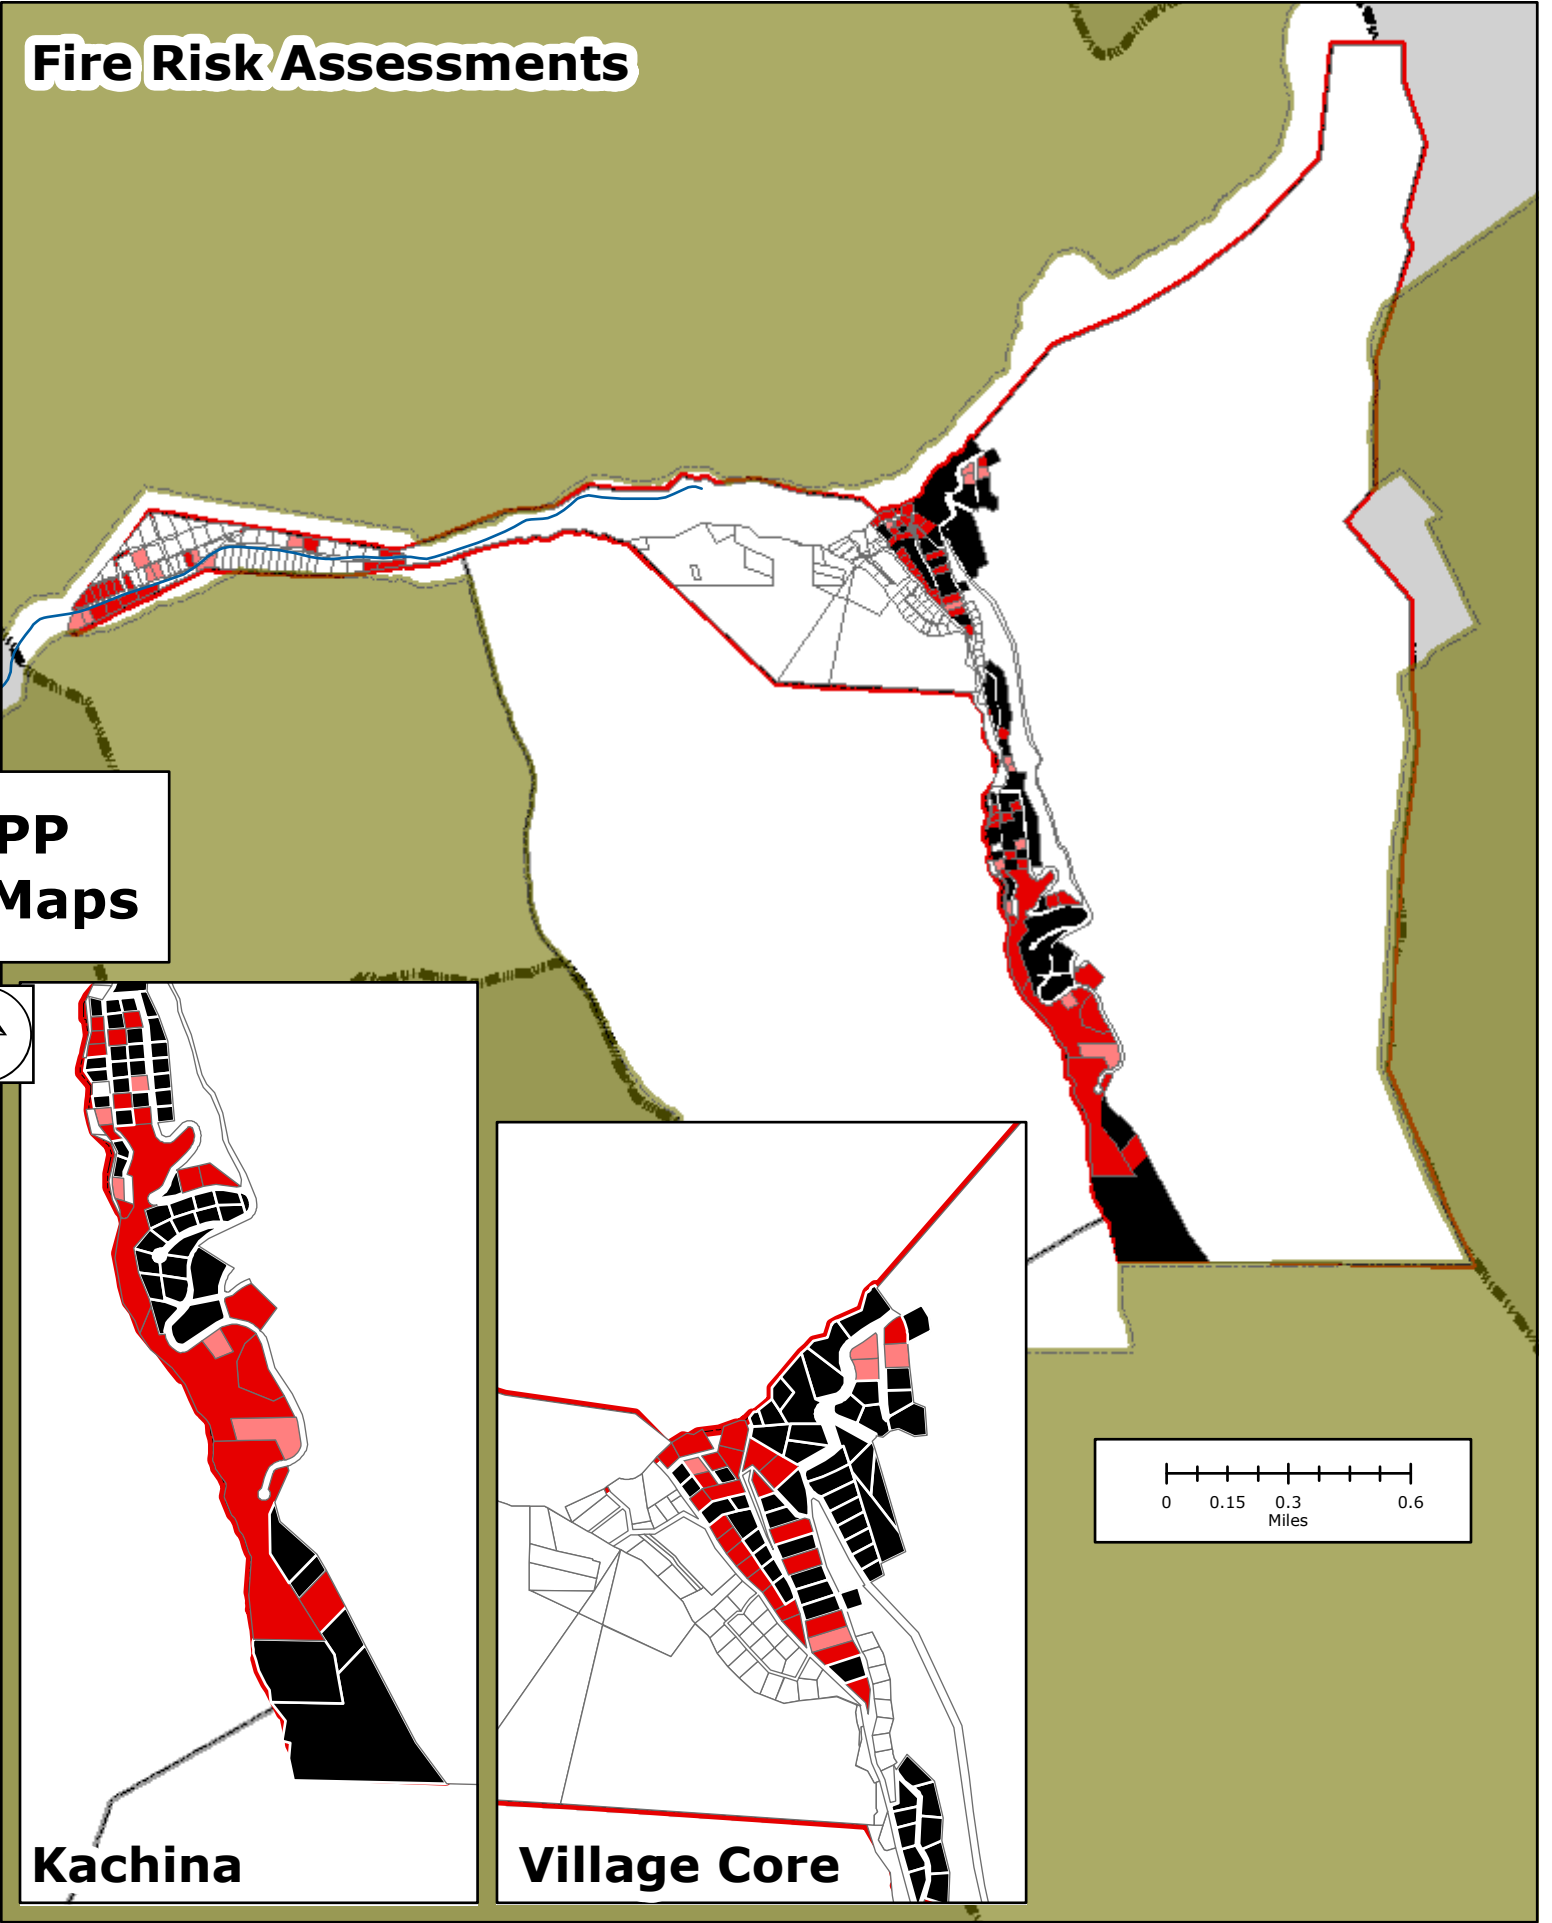 Fire Risk Assessments
PP
Maps
0 0.15 0.3 0.6
Miles
Kachina
Village Core